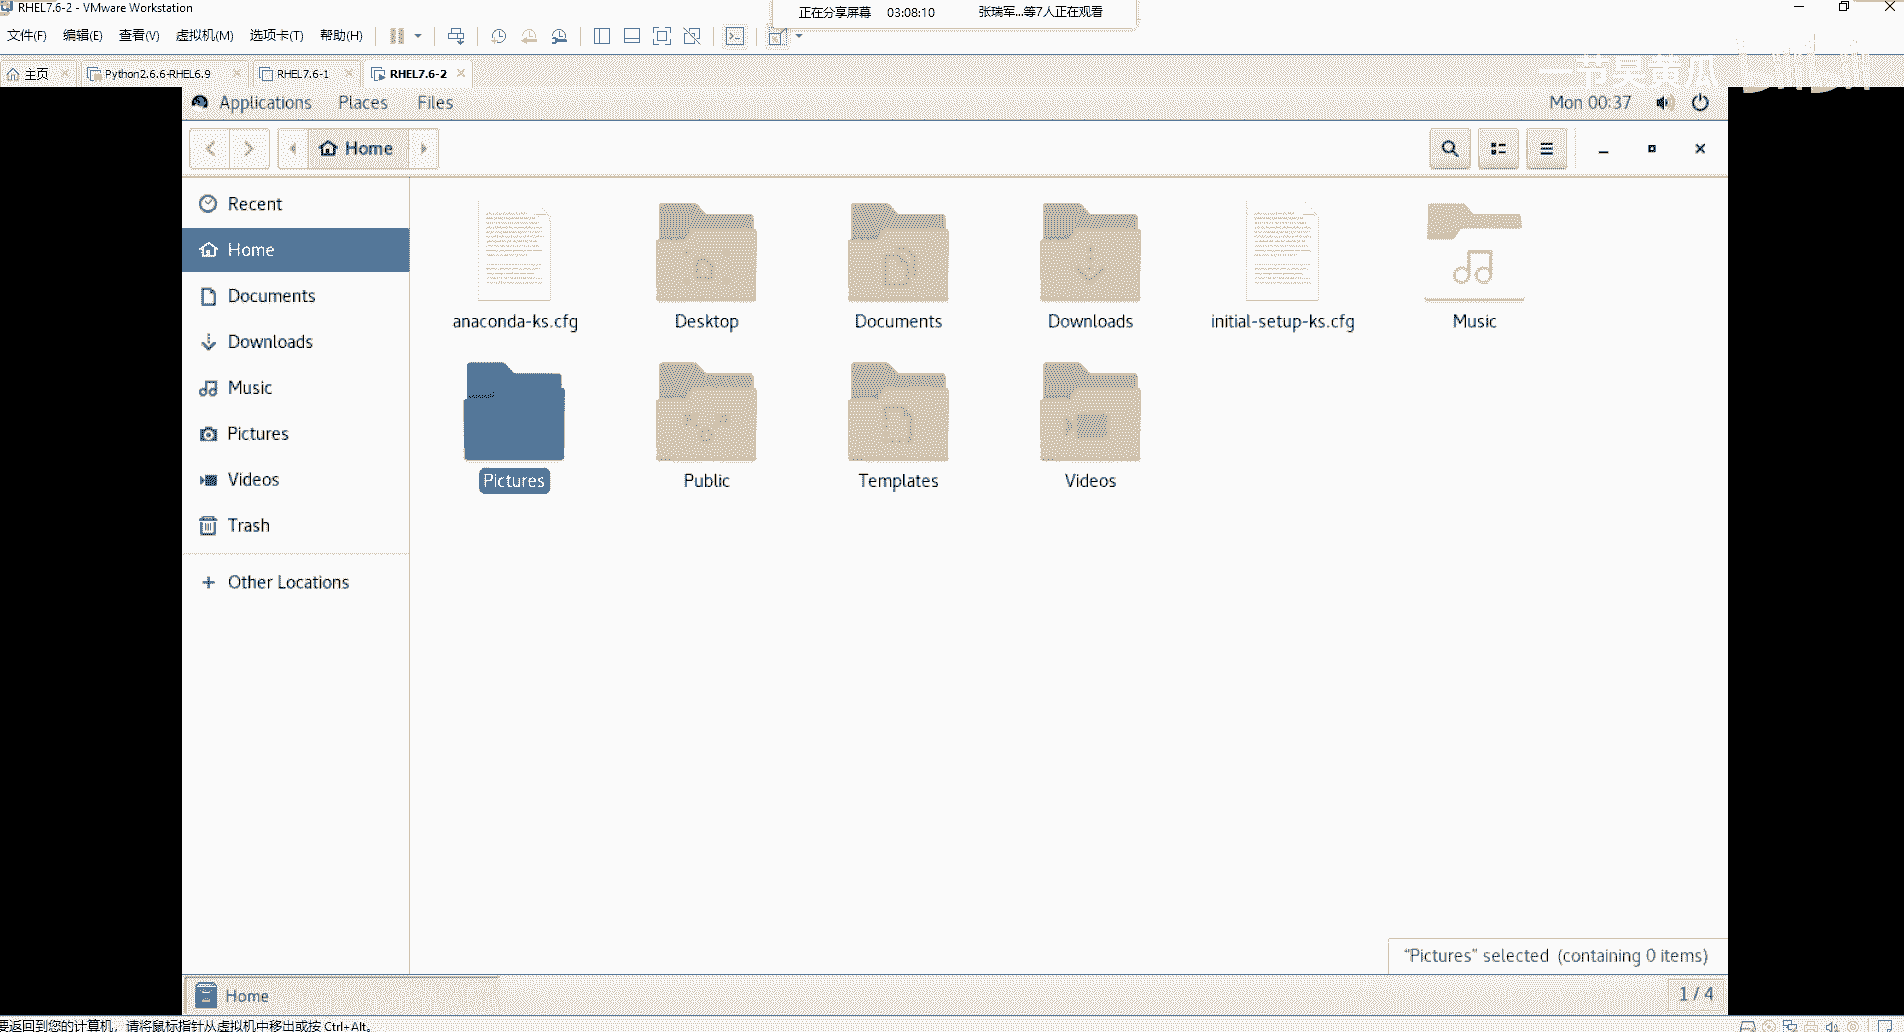 RHEL7.6-2 - VMware Workstation
正在分享屏幕 03:08:10 张瑞军...等7人正在观看
文件(F) 编辑(E) 查看(V) 虚拟机(M) 选项卡(T) 帮助(H)
主页 Python2.6.6-RHEL6.9 RHEL7.6-1 RHEL7.6-2
一节吴黄瓜 bilibili
Applications Places Files Mon 00:37
Home
Recent
Home
Documents
Downloads
Music
Pictures
Videos
Trash
Other Locations
anaconda-ks.cfg Desktop Documents Downloads initial-setup-ks.cfg Music
Pictures Public Templates Videos
“Pictures” selected (containing 0 items)
Home 1 / 4
要返回到您的计算机，请将鼠标指针从虚拟机中移出或按 Ctrl+Alt。